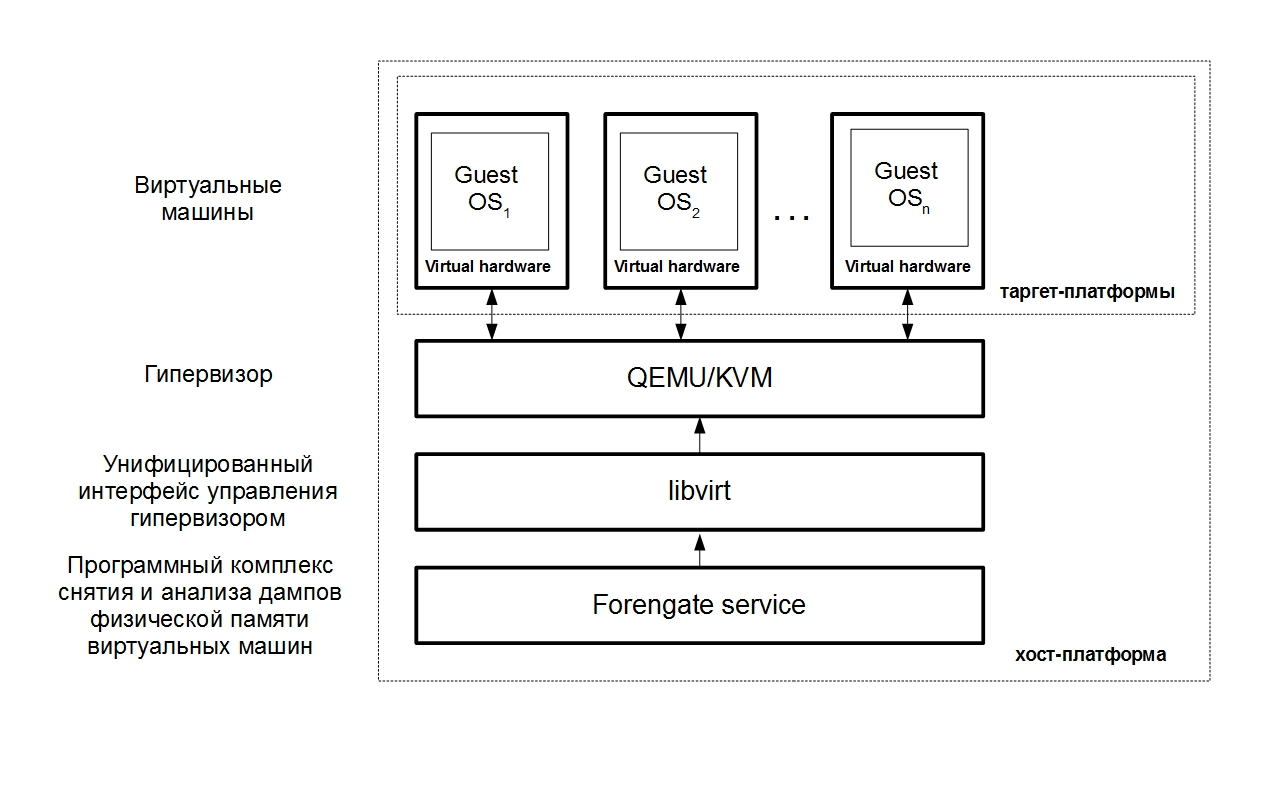 Виртуальные
машины
Guest
OS1
Virtual hardware
Guest
OS2
Virtual hardware
...
Guest
OSn
Virtual hardware
таргет-платформы
Гипервизор
QEMU/KVM
Унифицированный
интерфейс управления
гипервизором
libvirt
Программный комплекс
снятия и анализа дампов
физической памяти
виртуальных машин
Forengate service
хост-платформа